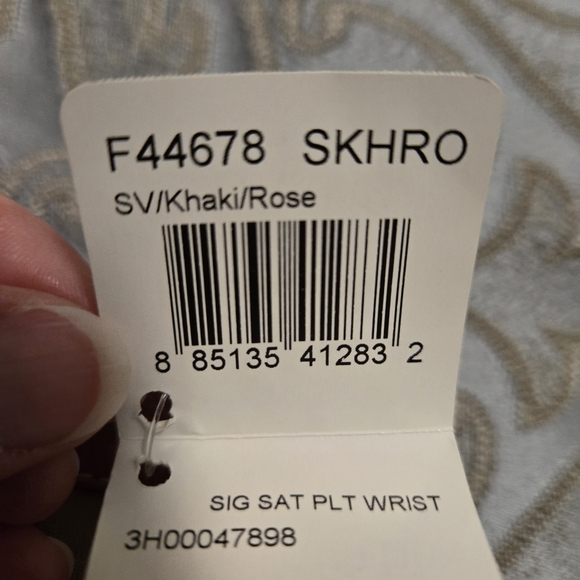 F44678 SKHRO
SV/Khaki/Rose
8 85135 41283 2
SIG SAT PLT WRIST
3H00047898